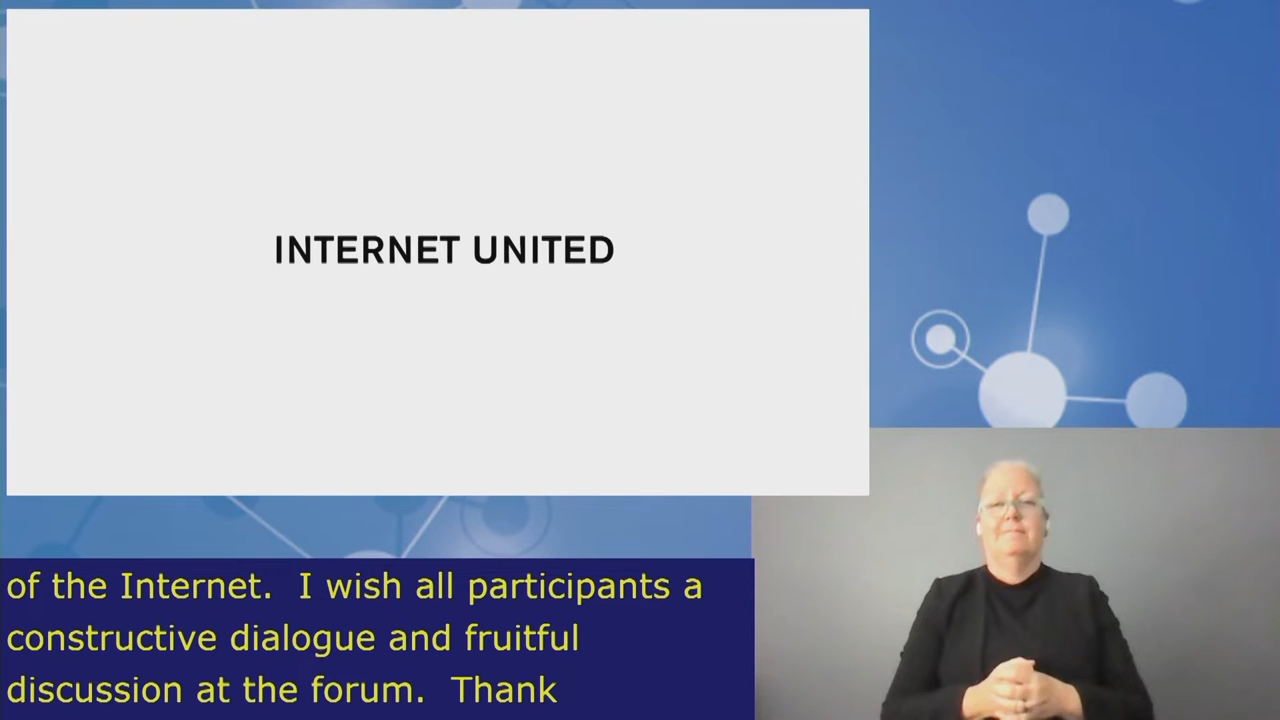 INTERNET UNITED
of the Internet.  I wish all participants a
constructive dialogue and fruitful
discussion at the forum.  Thank